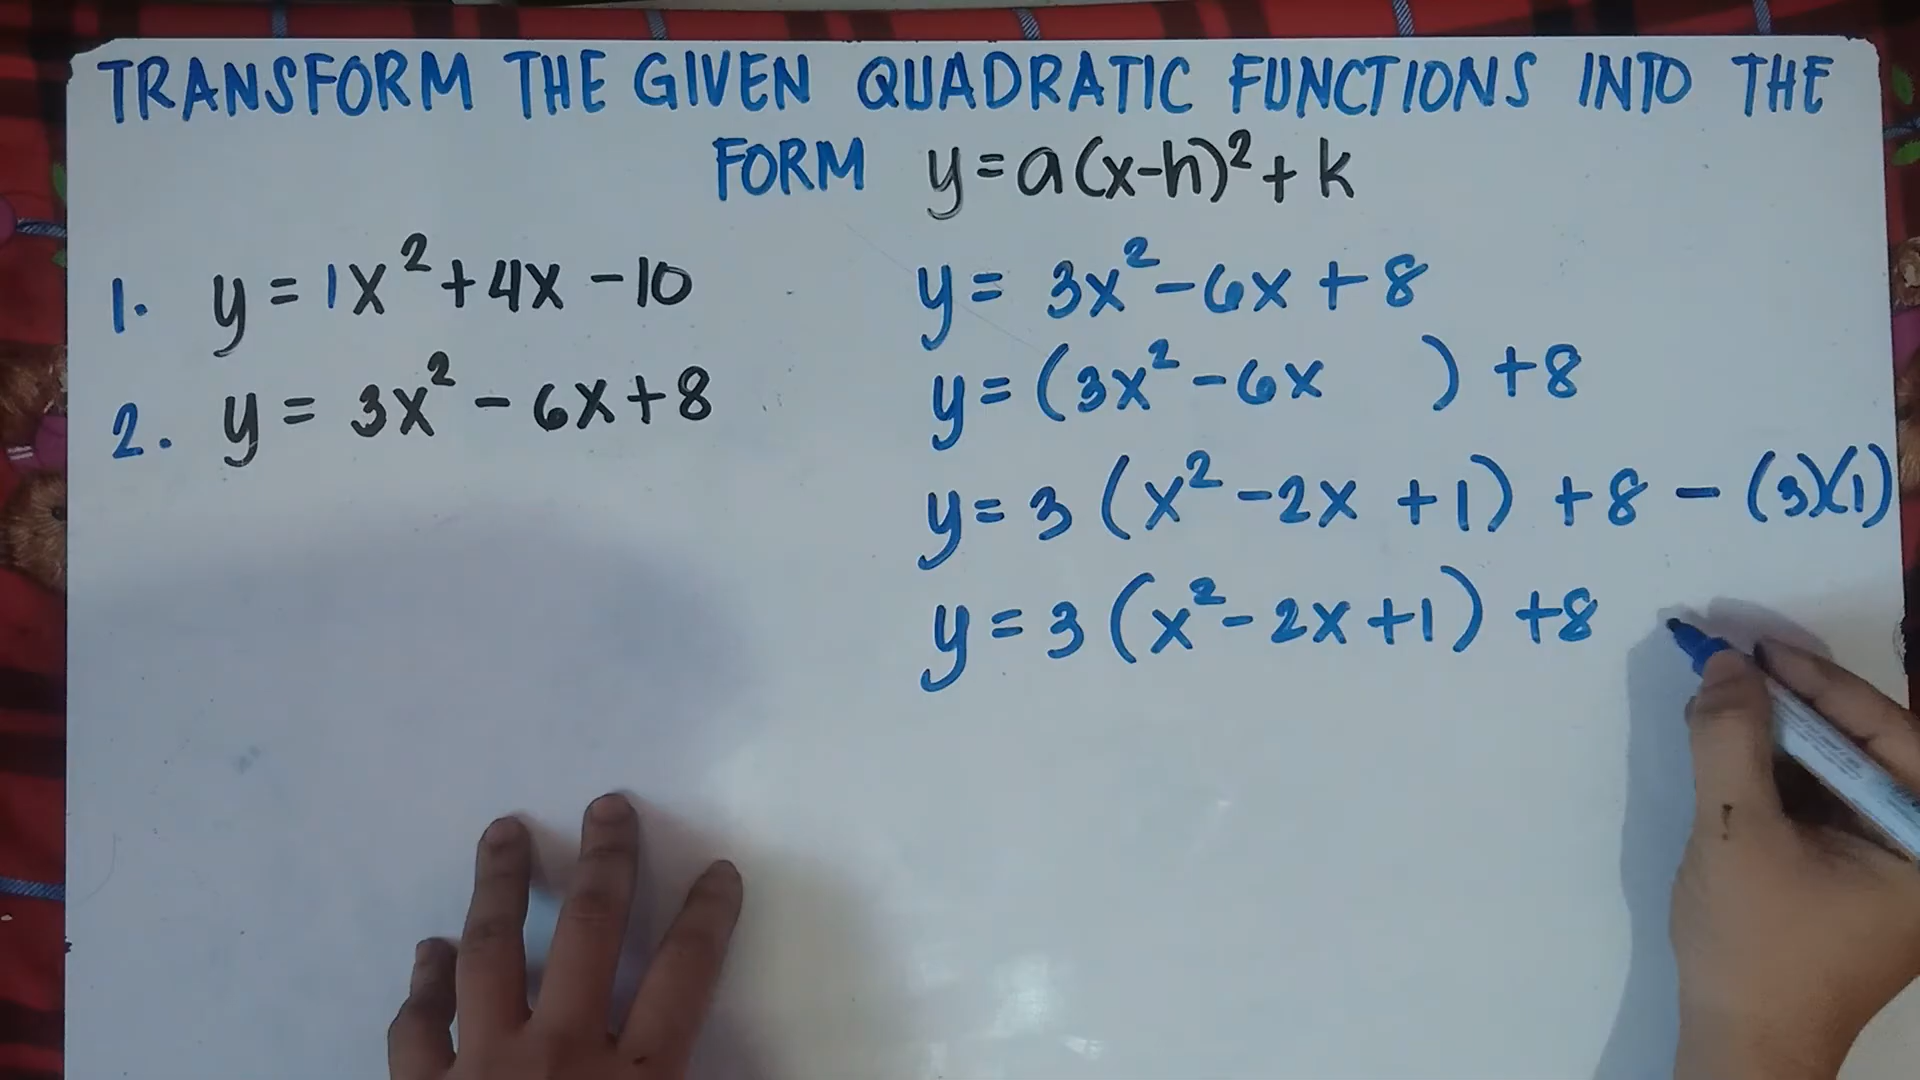 TRANSFORM THE GIVEN QUADRATIC FUNCTIONS INTO THE
FORM y=a(x-h)²+k
1. y=1x²+4x-10
2. y=3x²-6x+8
y=3x²-6x+8
y=(3x²-6x )+8
y=3(x²-2x+1)+8-(3)(1)
y=3(x²-2x+1)+8